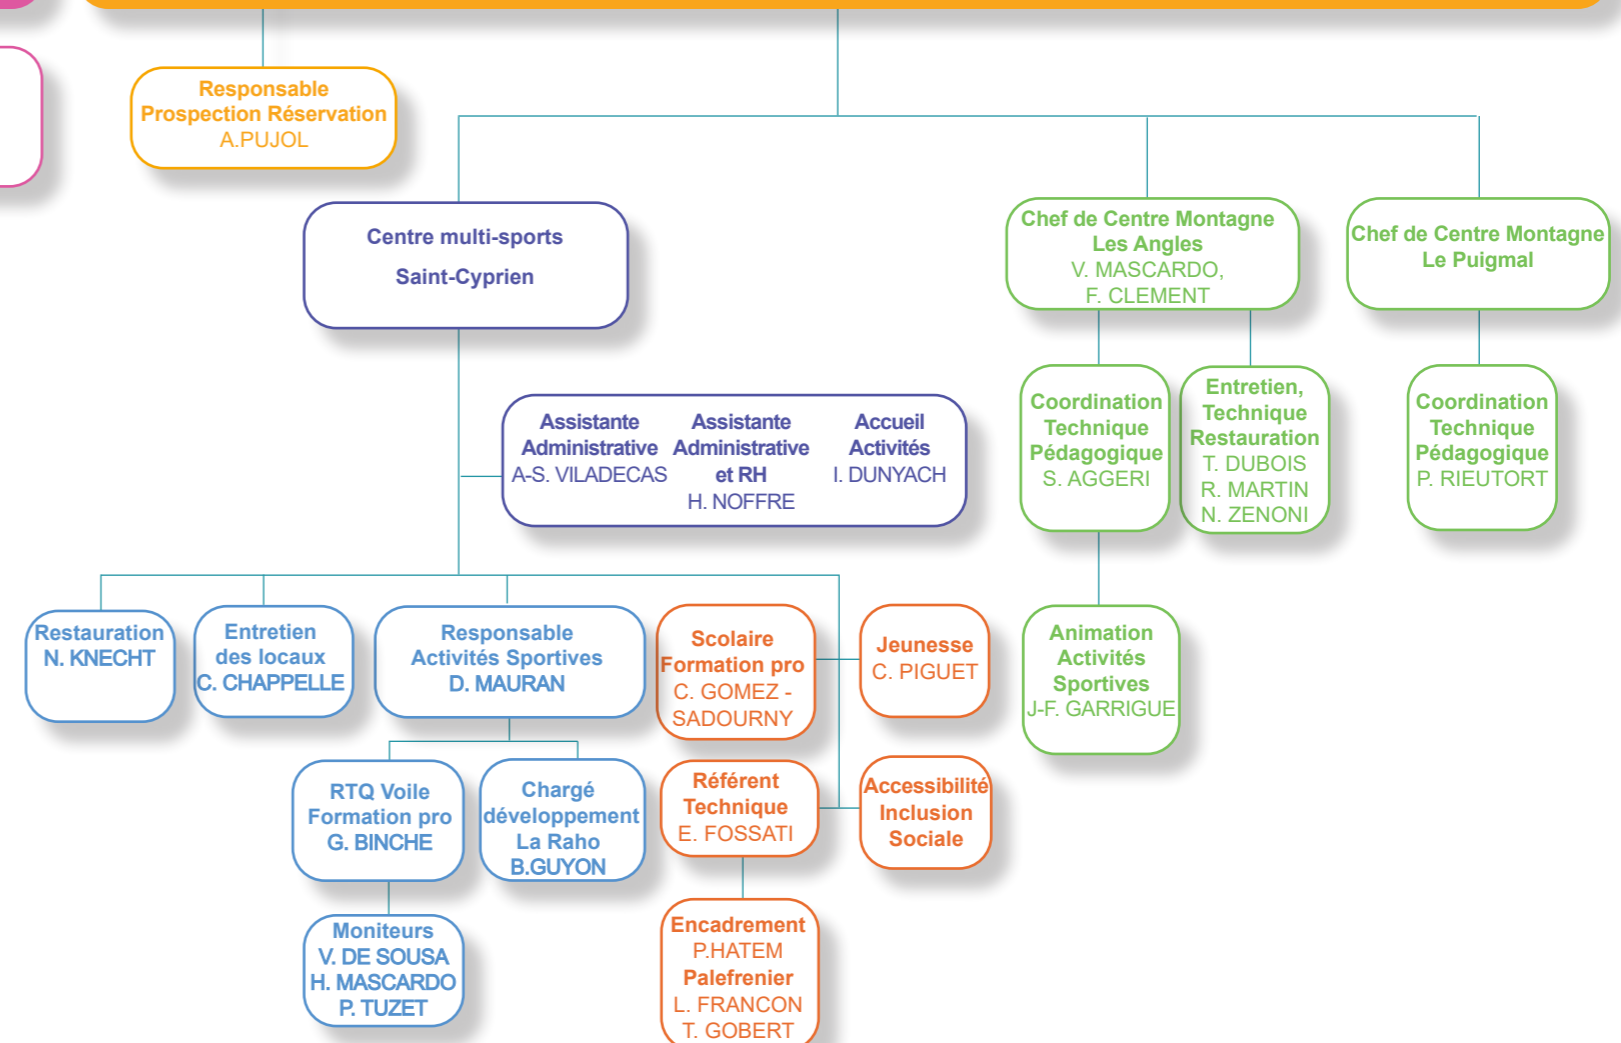 Responsable
Prospection Réservation
A.PUJOL
Centre multi-sports
Saint-Cyprien
Chef de Centre Montagne
Les Angles
V. MASCARDO,
F. CLEMENT
Chef de Centre Montagne
Le Puigmal
Assistante
Administrative
A-S. VILADECAS
Assistante
Administrative
et RH
H. NOFFRE
Accueil
Activités
I. DUNYACH
Coordination
Technique
Pédagogique
S. AGGERI
Entretien,
Technique
Restauration
T. DUBOIS
R. MARTIN
N. ZENONI
Coordination
Technique
Pédagogique
P. RIEUTORT
Restauration
N. KNECHT
Entretien
des locaux
C. CHAPPELLE
Responsable
Activités Sportives
D. MAURAN
Scolaire
Formation pro
C. GOMEZ -
SADOURNY
Jeunesse
C. PIGUET
Animation
Activités
Sportives
J-F. GARRIGUE
RTQ Voile
Formation pro
G. BINCHE
Chargé
développement
La Raho
B.GUYON
Référent
Technique
E. FOSSATI
Accessibilité
Inclusion
Sociale
Moniteurs
V. DE SOUSA
H. MASCARDO
P. TUZET
Encadrement
P.HATEM
Palefrenier
L. FRANCON
T. GOBERT